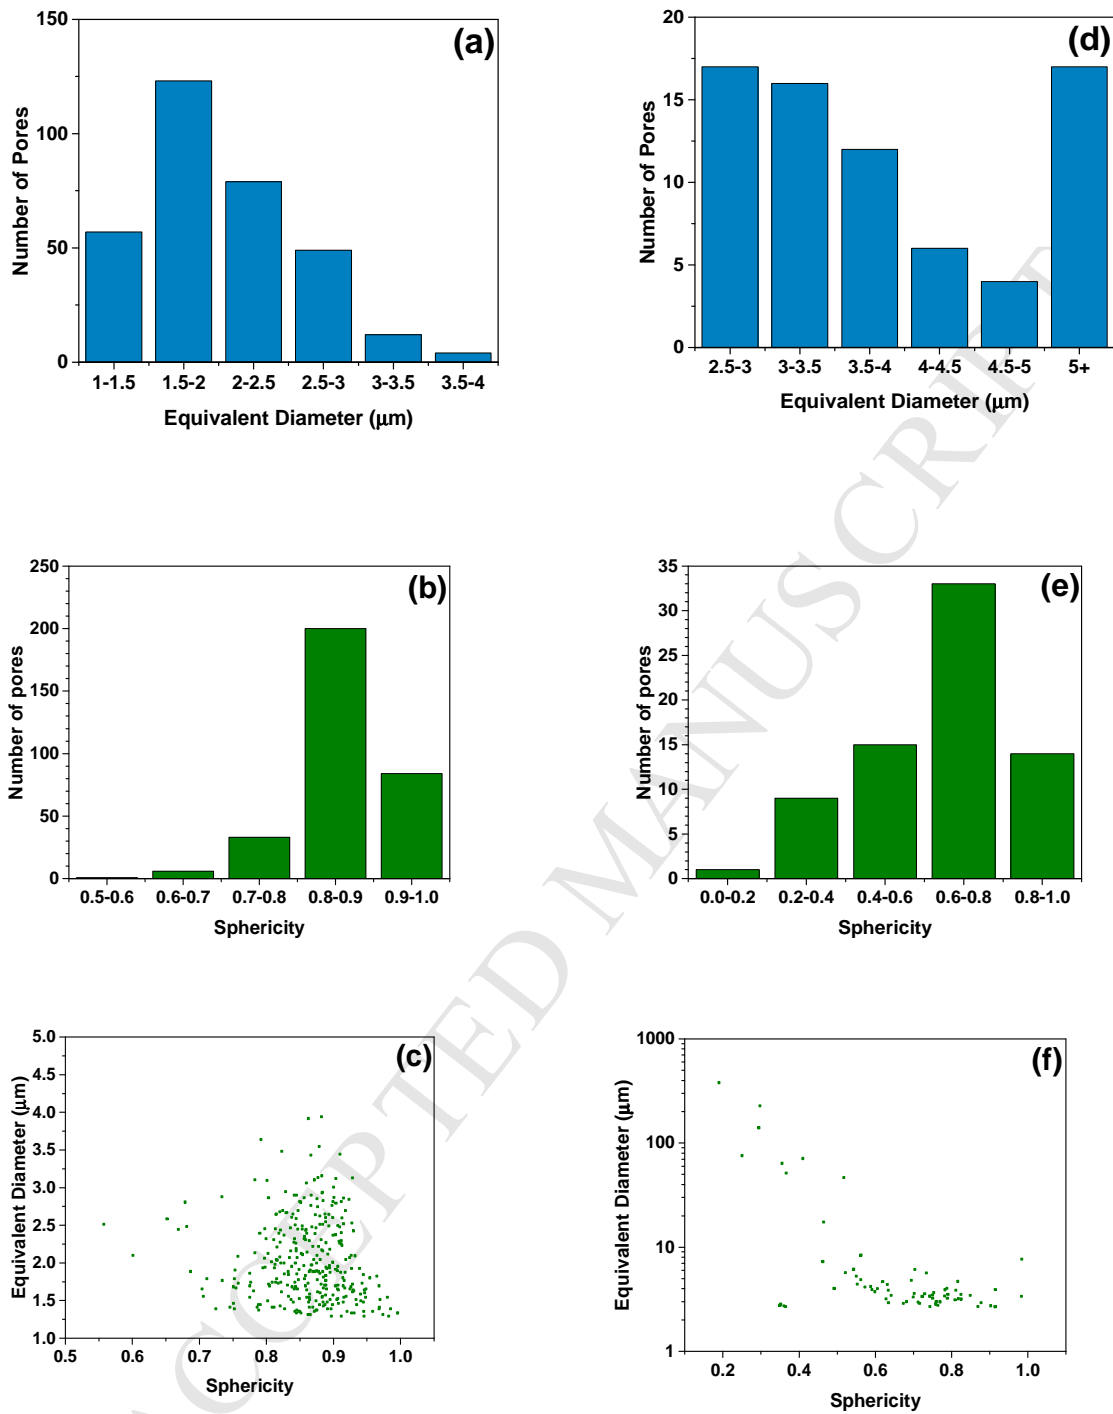 (a)
150
100
50
0
Number of Pores
1-1.5 1.5-2 2-2.5 2.5-3 3-3.5 3.5-4
Equivalent Diameter (μm)
(d)
20
15
10
5
0
Number of Pores
2.5-3 3-3.5 3.5-4 4-4.5 4.5-5 5+
Equivalent Diameter (μm)
(b)
250
200
150
100
50
0
Number of pores
0.5-0.6 0.6-0.7 0.7-0.8 0.8-0.9 0.9-1.0
Sphericity
(e)
35
30
25
20
15
10
5
0
Number of pores
0.0-0.2 0.2-0.4 0.4-0.6 0.6-0.8 0.8-1.0
Sphericity
(c)
5.0
4.5
4.0
3.5
3.0
2.5
2.0
1.5
1.0
Equivalent Diameter (μm)
0.5 0.6 0.7 0.8 0.9 1.0
Sphericity
(f)
1000
100
10
1
Equivalent Diameter (μm)
0.2 0.4 0.6 0.8 1.0
Sphericity
ACCEPTED MANUSCRIPT